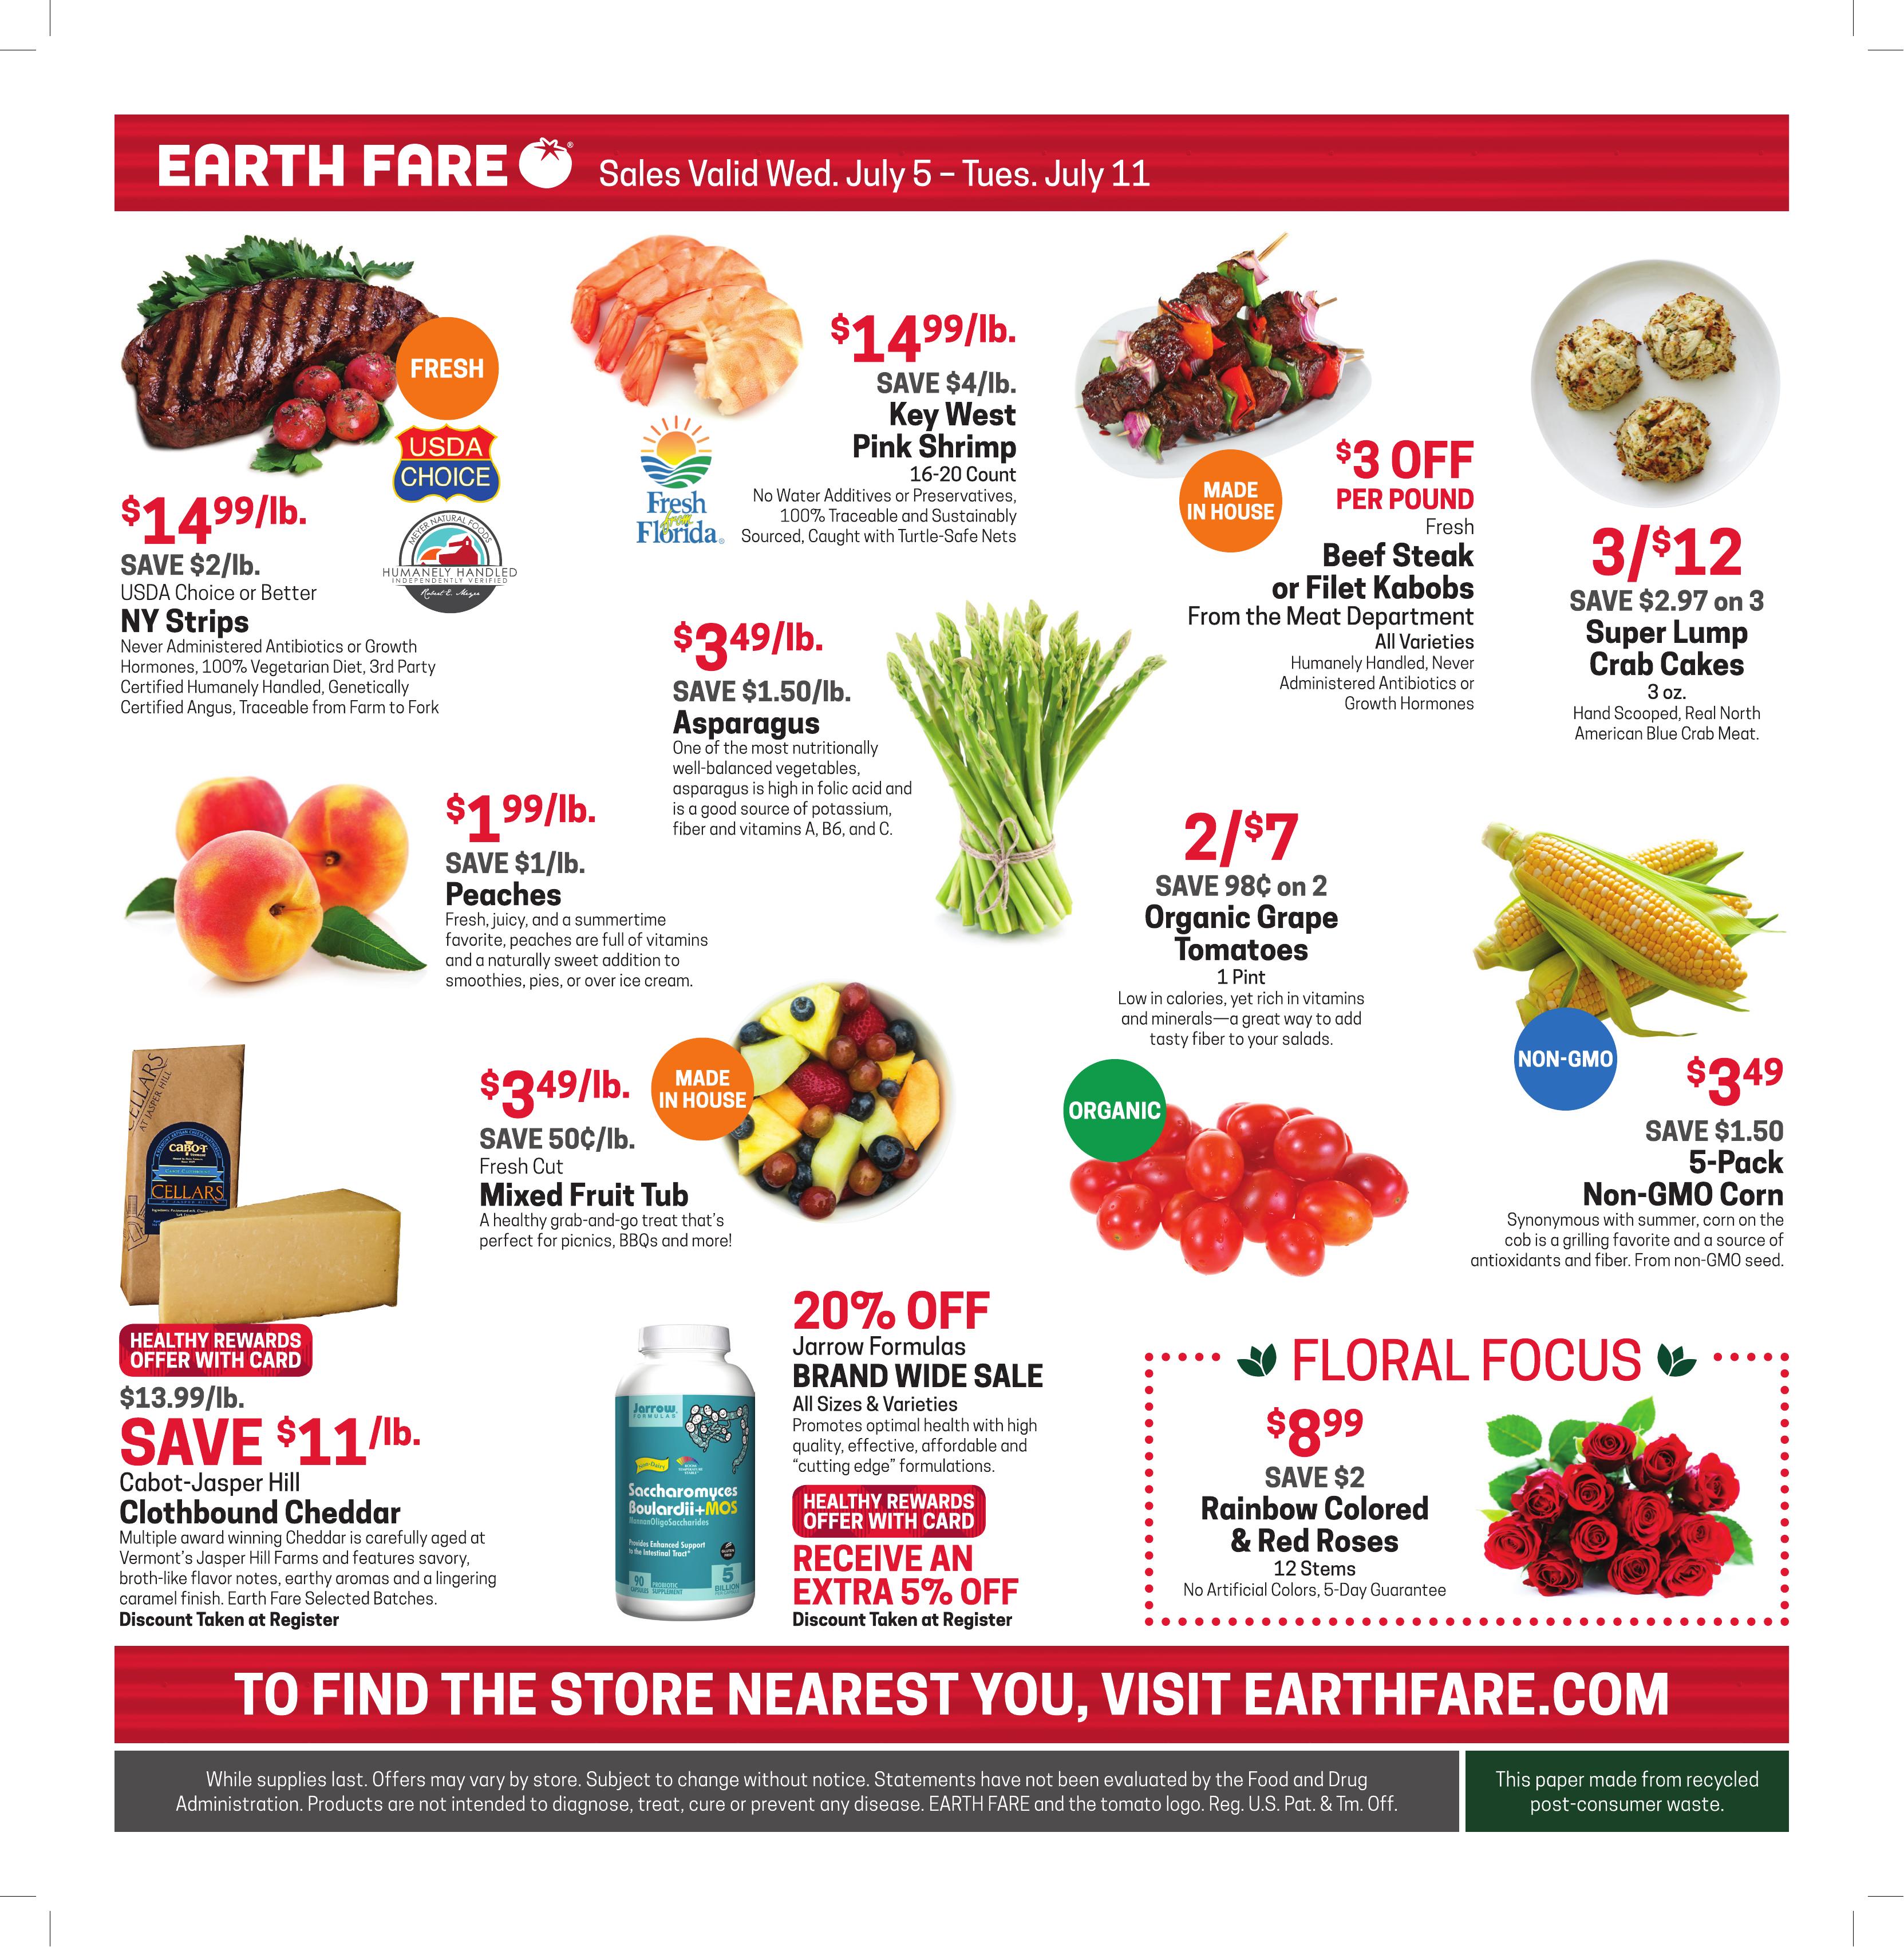 EARTH FARE®
Sales Valid Wed. July 5 – Tues. July 11
FRESH
USDA
CHOICE
MEYER NATURAL FOODS
HUMANELY HANDLED
INDEPENDENTLY VERIFIED
$14 99/lb.
SAVE $2/lb.
USDA Choice or Better
NY Strips
Never Administered Antibiotics or Growth
Hormones, 100% Vegetarian Diet, 3rd Party
Certified Humanely Handled, Genetically
Certified Angus, Traceable from Farm to Fork
$14 99/lb.
SAVE $4/lb.
Key West
Pink Shrimp
16-20 Count
No Water Additives or Preservatives,
100% Traceable and Sustainably
Sourced, Caught with Turtle-Safe Nets
Fresh
from
Florida®
MADE
IN HOUSE
$3 OFF
PER POUND
Fresh
Beef Steak
or Filet Kabobs
From the Meat Department
All Varieties
Humanely Handled, Never
Administered Antibiotics or
Growth Hormones
3/$12
SAVE $2.97 on 3
Super Lump
Crab Cakes
3 oz.
Hand Scooped, Real North
American Blue Crab Meat.
$3 49/lb.
SAVE $1.50/lb.
Asparagus
One of the most nutritionally
well-balanced vegetables,
asparagus is high in folic acid and
is a good source of potassium,
fiber and vitamins A, B6, and C.
$1 99/lb.
SAVE $1/lb.
Peaches
Fresh, juicy, and a summertime
favorite, peaches are full of vitamins
and a naturally sweet addition to
smoothies, pies, or over ice cream.
2/$7
SAVE 98¢ on 2
Organic Grape
Tomatoes
1 Pint
Low in calories, yet rich in vitamins
and minerals—a great way to add
tasty fiber to your salads.
ORGANIC
NON-GMO
$3 49
SAVE $1.50
5-Pack
Non-GMO Corn
Synonymous with summer, corn on the
cob is a grilling favorite and a source of
antioxidants and fiber. From non-GMO seed.
$3 49/lb.
SAVE 50¢/lb.
Fresh Cut
Mixed Fruit Tub
A healthy grab-and-go treat that's
perfect for picnics, BBQs and more!
MADE
IN HOUSE
CELLARS
AT JASPER HILL
CABOT
CELLARS
HEALTHY REWARDS
OFFER WITH CARD
$13.99/lb.
SAVE $11/lb.
Cabot-Jasper Hill
Clothbound Cheddar
Multiple award winning Cheddar is carefully aged at
Vermont's Jasper Hill Farms and features savory,
broth-like flavor notes, earthy aromas and a lingering
caramel finish. Earth Fare Selected Batches.
Discount Taken at Register
Jarrow
FORMULAS
Non-Dairy
Saccharomyces
Boulardii+MOS
MannanOligoSaccharides
Provides Enhanced Support
to the Intestinal Tract*
90
CAPSULES
PROBIOTIC
SUPPLEMENT
5
BILLION
20% OFF
Jarrow Formulas
BRAND WIDE SALE
All Sizes & Varieties
Promotes optimal health with high
quality, effective, affordable and
“cutting edge” formulations.
HEALTHY REWARDS
OFFER WITH CARD
RECEIVE AN
EXTRA 5% OFF
Discount Taken at Register
FLORAL FOCUS
$8 99
SAVE $2
Rainbow Colored
& Red Roses
12 Stems
No Artificial Colors, 5-Day Guarantee
TO FIND THE STORE NEAREST YOU, VISIT EARTHFARE.COM
While supplies last. Offers may vary by store. Subject to change without notice. Statements have not been evaluated by the Food and Drug
Administration. Products are not intended to diagnose, treat, cure or prevent any disease. EARTH FARE and the tomato logo. Reg. U.S. Pat. & Tm. Off.
This paper made from recycled
post-consumer waste.